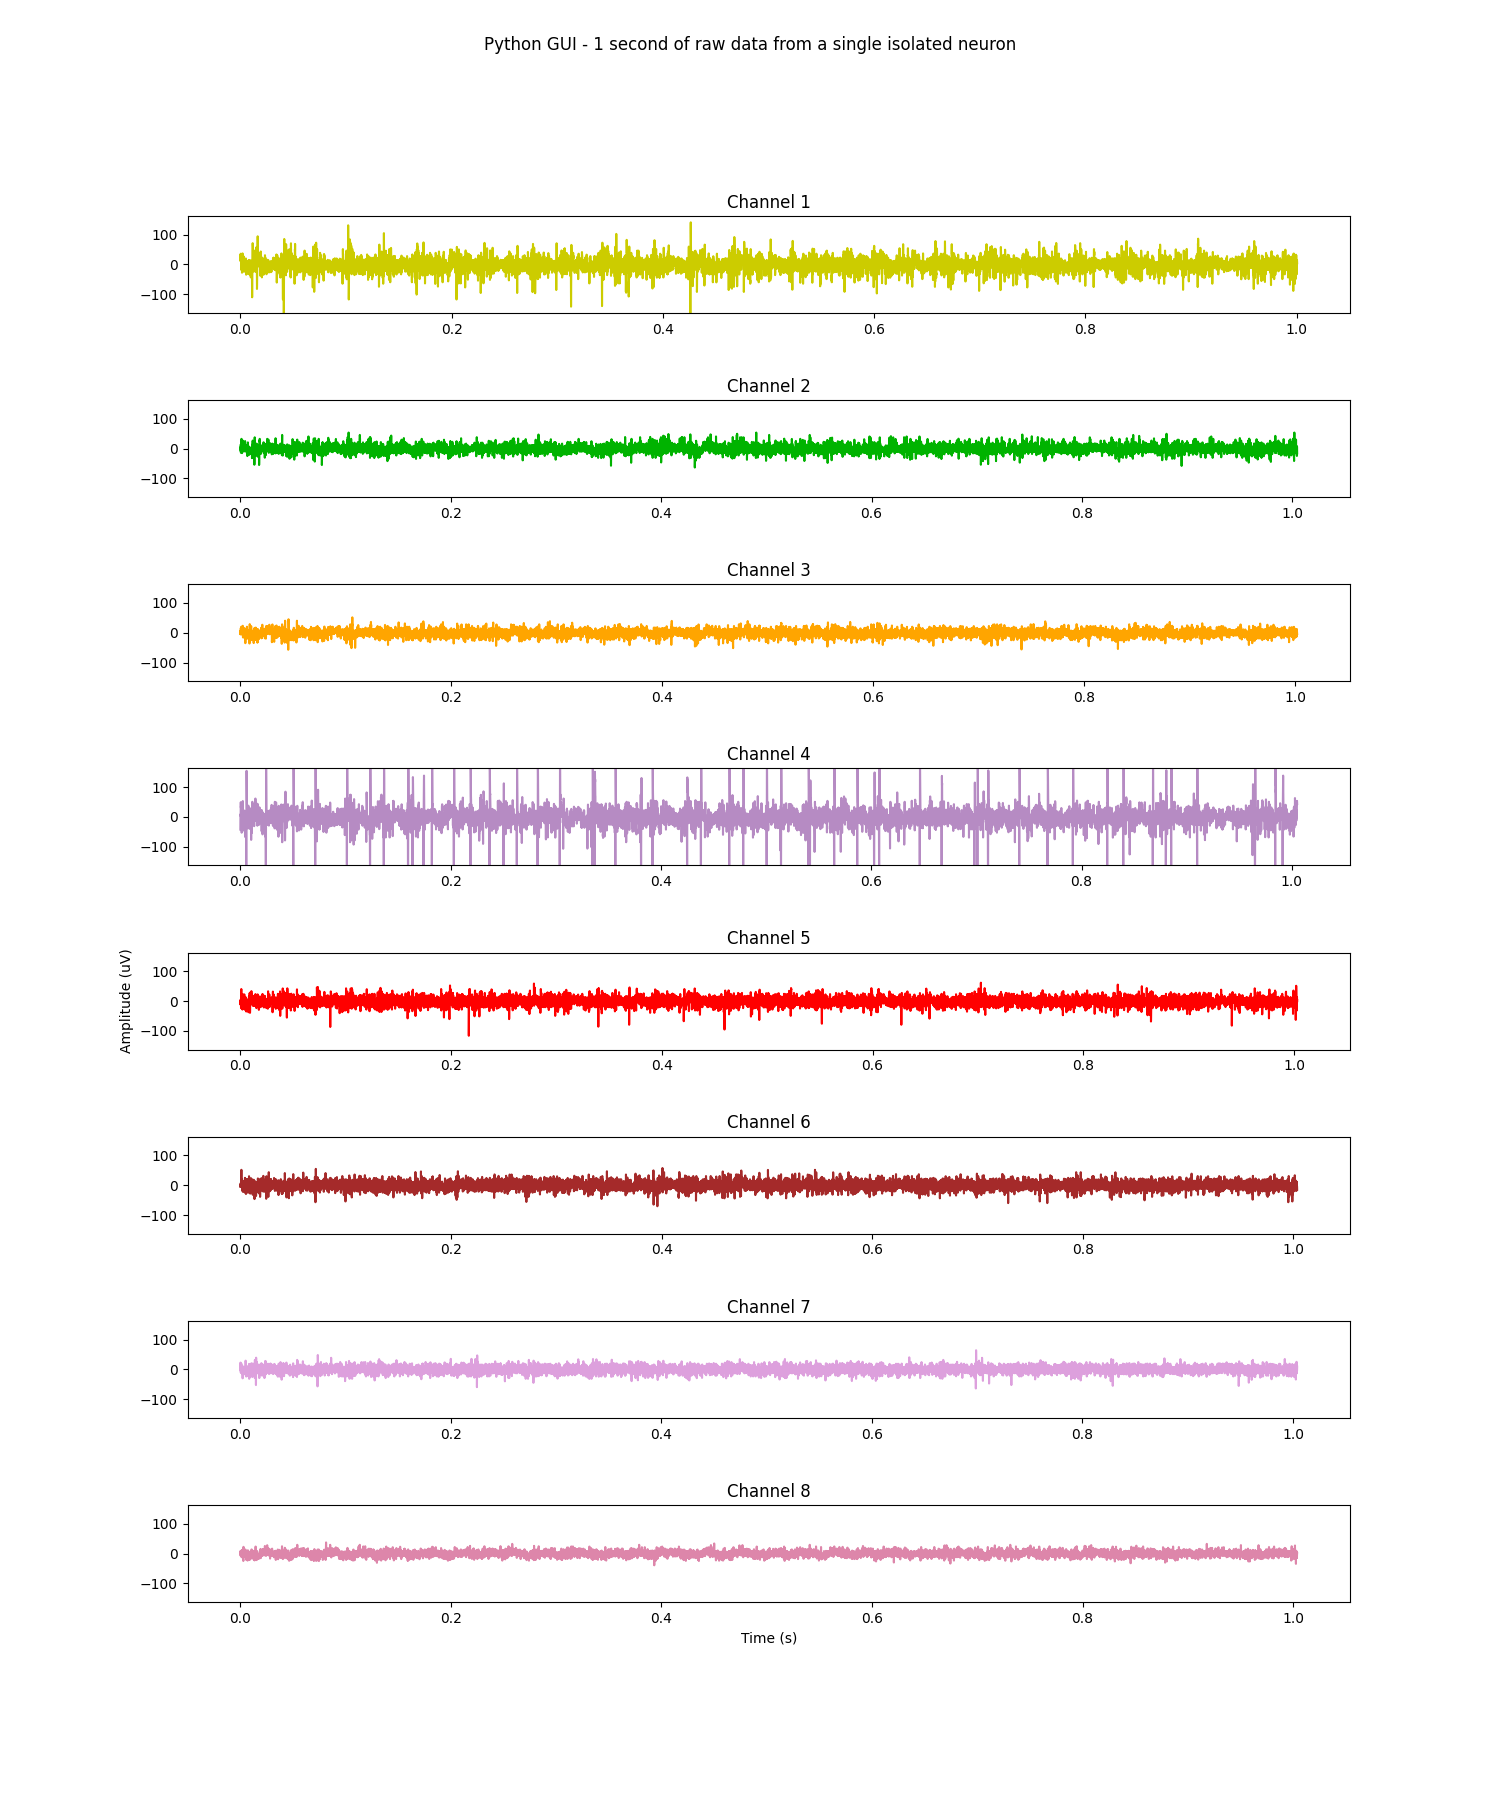 Python GUI - 1 second of raw data from a single isolated neuron
Channel 1
100
0
−100
0.0 0.2 0.4 0.6 0.8 1.0
Channel 2
100
0
−100
0.0 0.2 0.4 0.6 0.8 1.0
Channel 3
100
0
−100
0.0 0.2 0.4 0.6 0.8 1.0
Channel 4
100
0
−100
0.0 0.2 0.4 0.6 0.8 1.0
Channel 5
100
0
−100
Amplitude (uV)
0.0 0.2 0.4 0.6 0.8 1.0
Channel 6
100
0
−100
0.0 0.2 0.4 0.6 0.8 1.0
Channel 7
100
0
−100
0.0 0.2 0.4 0.6 0.8 1.0
Channel 8
100
0
−100
0.0 0.2 0.4 0.6 0.8 1.0
Time (s)